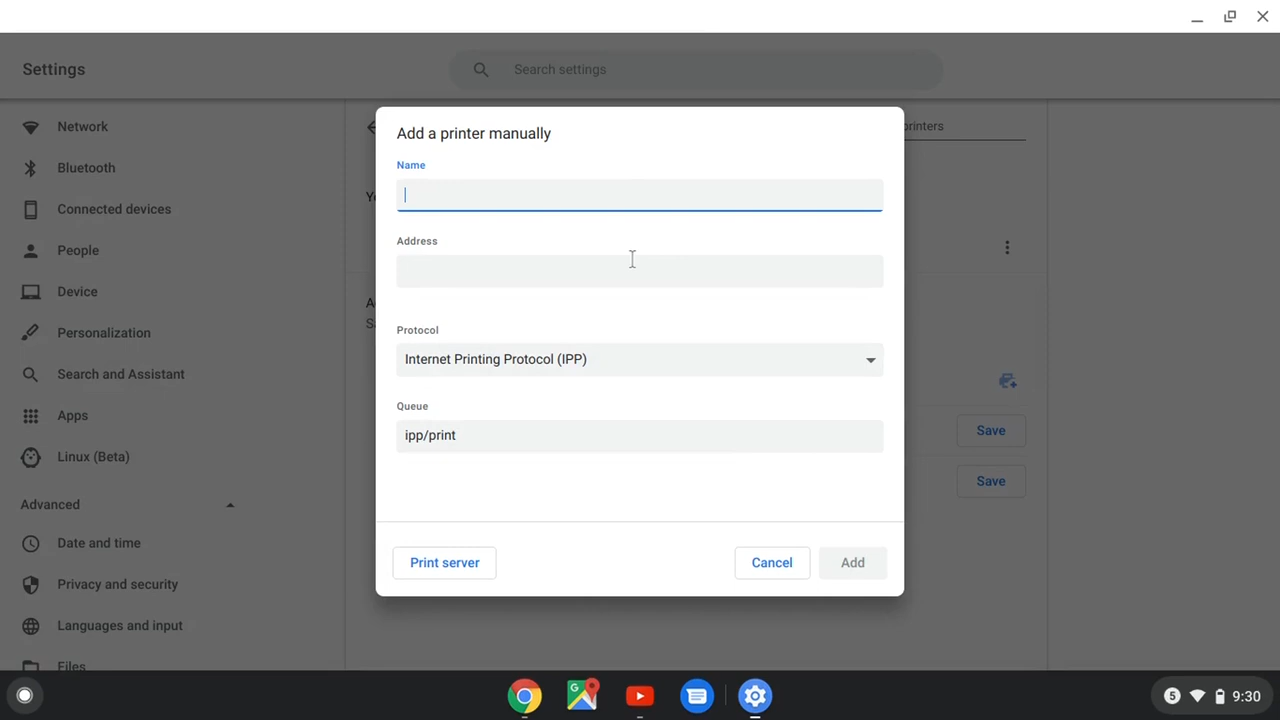 Settings
Search settings
Network
Bluetooth
Connected devices
People
Device
Personalization
Search and Assistant
Apps
Linux (Beta)
Advanced
Date and time
Privacy and security
Languages and input
Files
printers
Save
Save
Add a printer manually
Name
Address
Protocol
Internet Printing Protocol (IPP)
Queue
ipp/print
Print server
Cancel
Add
5
9:30